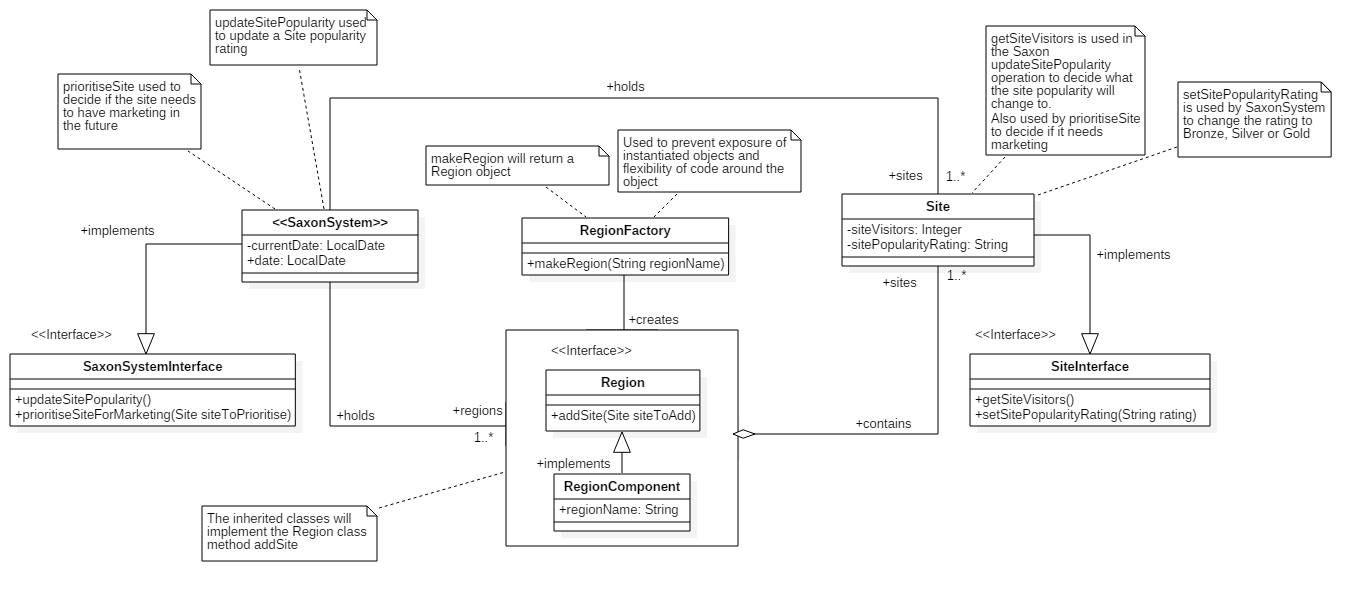 updateSitePopularity used
to update a Site popularity
rating
prioritiseSite used to
decide if the site needs
to have marketing in
the future
getSiteVisitors is used in
the Saxon
updateSitePopularity
operation to decide what
the site popularity will
change to.
Also used by prioritiseSite
to decide if it needs
marketing
setSitePopularityRating
is used by SaxonSystem
to change the rating to
Bronze, Silver or Gold
+holds
makeRegion will return a
Region object
Used to prevent exposure of
instantiated objects and
flexibility of code around the
object
+sites
1..*
<<SaxonSystem>>
-currentDate: LocalDate
+date: LocalDate
RegionFactory
+makeRegion(String regionName)
Site
-siteVisitors: Integer
-sitePopularityRating: String
+implements
+implements
+sites
1..*
+creates
<<Interface>>
SaxonSystemInterface
+updateSitePopularity()
+prioritiseSiteForMarketing(Site siteToPrioritise)
<<Interface>>
Region
+addSite(Site siteToAdd)
<<Interface>>
SiteInterface
+getSiteVisitors()
+setSitePopularityRating(String rating)
+holds
+regions
1..*
+contains
+implements
RegionComponent
+regionName: String
The inherited classes will
implement the Region class
method addSite